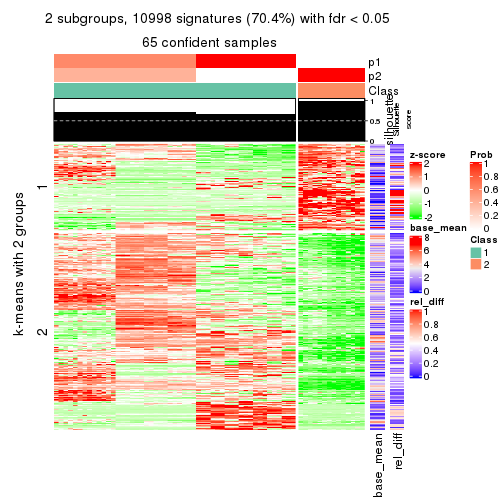 2 subgroups, 10998 signatures (70.4%) with fdr < 0.05
65 confident samples
p1
p2
Class
1
0.5
0
silhouette
Silhouette
score
k-means with 2 groups
1
2
base_mean
rel_diff
z-score
2
1
0
-1
-2
base_mean
8
6
4
2
0
rel_diff
1
0.8
0.6
0.4
0.2
0
Prob
1
0.8
0.6
0.4
0.2
0
Class
1
2